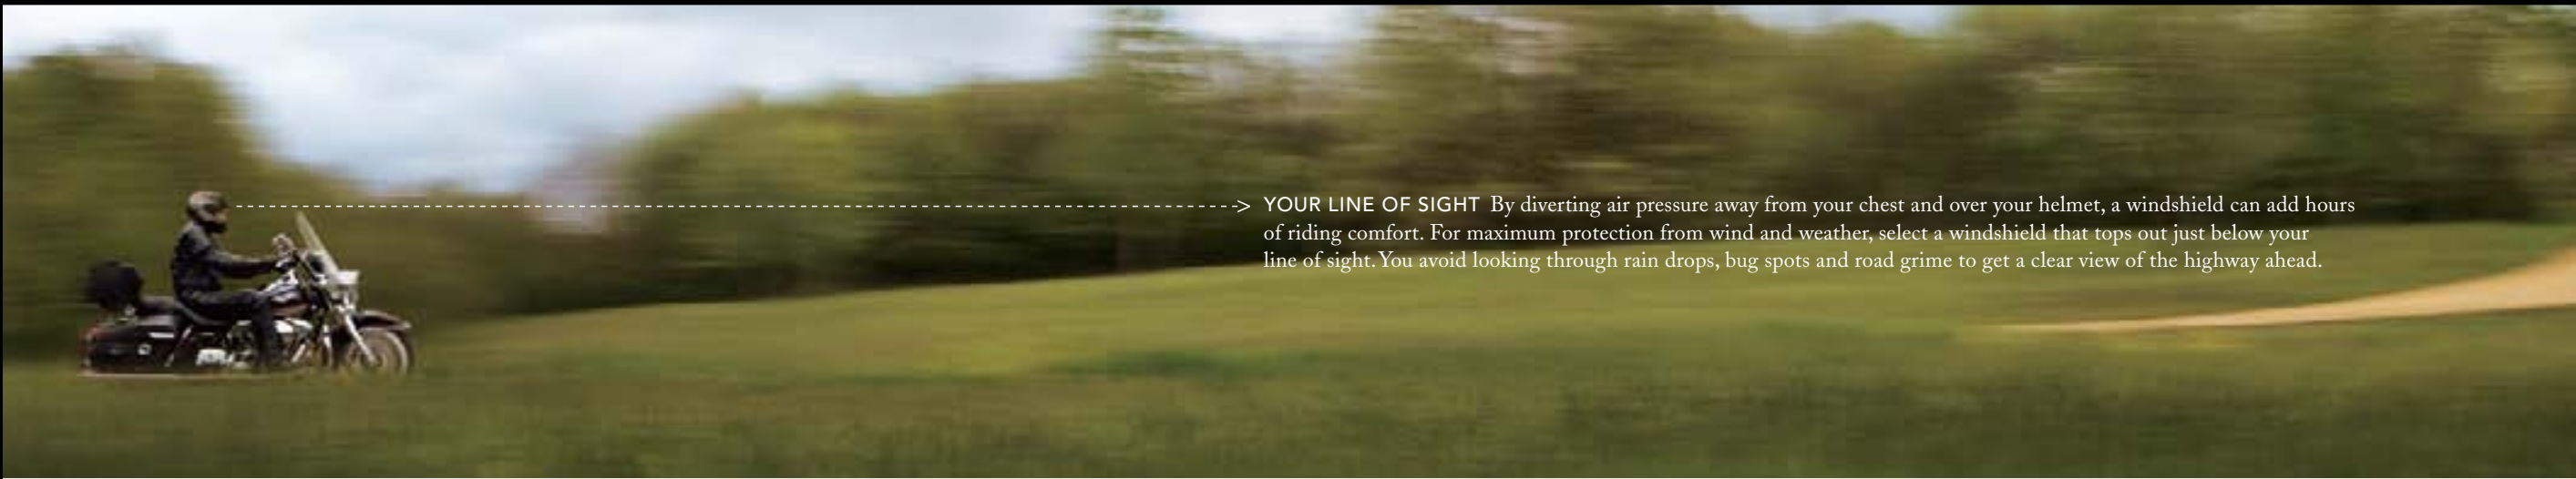 YOUR LINE OF SIGHT By diverting air pressure away from your chest and over your helmet, a windshield can add hours
of riding comfort. For maximum protection from wind and weather, select a windshield that tops out just below your
line of sight. You avoid looking through rain drops, bug spots and road grime to get a clear view of the highway ahead.